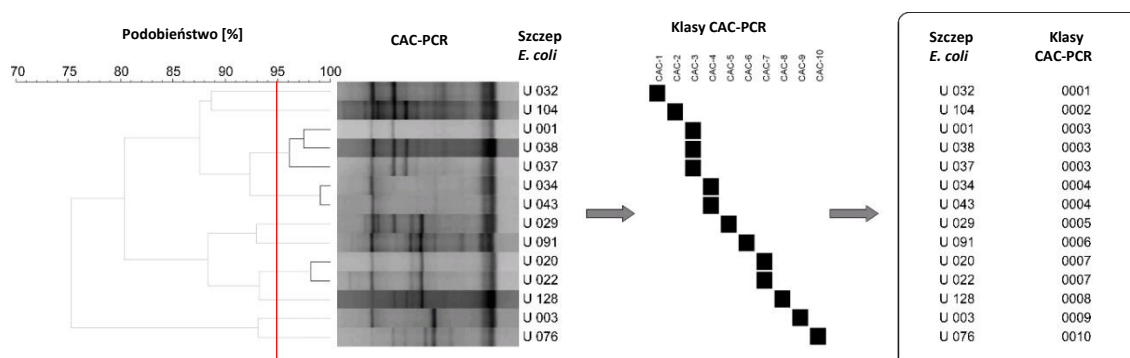 Podobieństwo [%]
CAC-PCR
Szczep
E. coli
70 75 80 85 90 95 100
U 032
U 104
U 001
U 038
U 037
U 034
U 043
U 029
U 091
U 020
U 022
U 128
U 003
U 076
Klasy CAC-PCR
CAC-1
CAC-2
CAC-3
CAC-4
CAC-5
CAC-6
CAC-7
CAC-8
CAC-9
CAC-10
Szczep Klasy
E. coli CAC-PCR
U 032 0001
U 104 0002
U 001 0003
U 038 0003
U 037 0003
U 034 0004
U 043 0004
U 029 0005
U 091 0006
U 020 0007
U 022 0007
U 128 0008
U 003 0009
U 076 0010